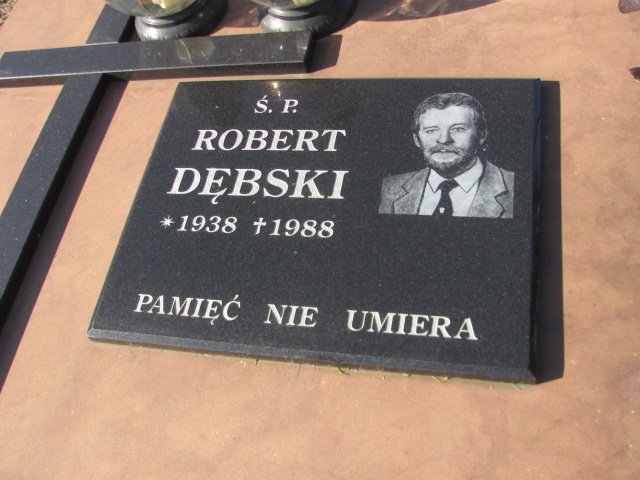 Ś. P.
ROBERT
DĘBSKI
✶1938 ✝1988
PAMIĘĆ NIE UMIERA